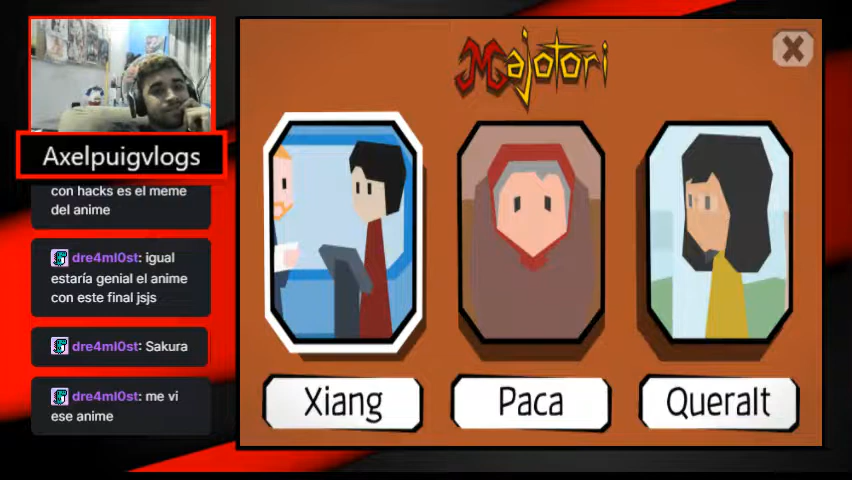 Majotori
Axelpuigvlogs
con hacks es el meme
del anime
dre4ml0st: igual
estaría genial el anime
con este final jsjs
dre4ml0st: Sakura
dre4ml0st: me vi
ese anime
Xiang
Paca
Queralt